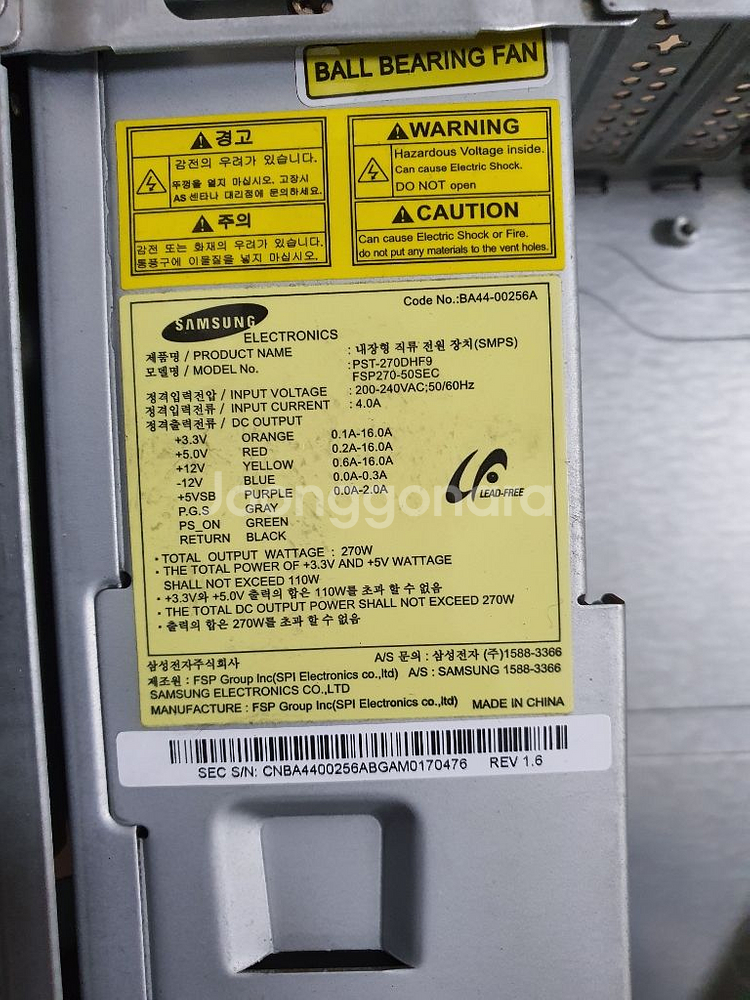 BALL BEARING FAN
경고
감전의 우려가 있습니다.
뚜껑을 열지 마십시오. 고장시
AS센타나 대리점에 문의하세요.
주의
감전 또는 화재의 우려가 있습니다.
통풍구에 이물질을 넣지 마십시오.
WARNING
Hazardous Voltage inside.
Can cause Electric Shock.
DO NOT open
CAUTION
Can cause Electric Shock or Fire.
do not put any materials to the vent holes.
Code No.:BA44-00256A
SAMSUNG
ELECTRONICS
제품명 / PRODUCT NAME : 내장형 직류 전원 장치(SMPS)
모델명 / MODEL No. : PST-270DHF9
FSP270-50SEC
정격입력전압 / INPUT VOLTAGE : 200-240VAC;50/60Hz
정격입력전류 / INPUT CURRENT : 4.0A
정격출력전류 / DC OUTPUT
+3.3V ORANGE 0.1A-16.0A
+5.0V RED 0.2A-16.0A
+12V YELLOW 0.6A-16.0A
-12V BLUE 0.0A-0.3A
+5VSB PURPLE 0.0A-2.0A
P.G.S GRAY
PS_ON GREEN
RETURN BLACK
LEAD-FREE
Joonggonara
· TOTAL OUTPUT WATTAGE : 270W
· THE TOTAL POWER OF +3.3V AND +5V WATTAGE
SHALL NOT EXCEED 110W
· +3.3V와 +5.0V 출력의 합은 110W를 초과 할 수 없음
· THE TOTAL DC OUTPUT POWER SHALL NOT EXCEED 270W
· 출력의 합은 270W를 초과 할 수 없음
삼성전자주식회사 A/S 문의 : 삼성전자 (주)1588-3366
제조원 : FSP Group Inc(SPI Electronics co.,ltd) A/S : SAMSUNG 1588-3366
SAMSUNG ELECTRONICS CO.,LTD
MANUFACTURE : FSP Group Inc(SPI Electronics co.,ltd) MADE IN CHINA
SEC S/N: CNBA4400256ABGAM0170476 REV 1.6